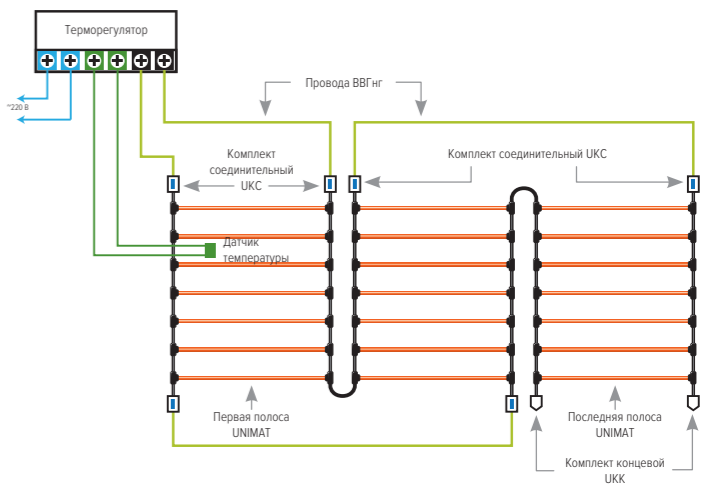 Терморегулятор
~220 В
Провода ВВГнг
Комплект
соединительный
UKC
Комплект соединительный UKC
Датчик
температуры
Первая полоса
UNIMAT
Последняя полоса
UNIMAT
Комплект концевой
UKK